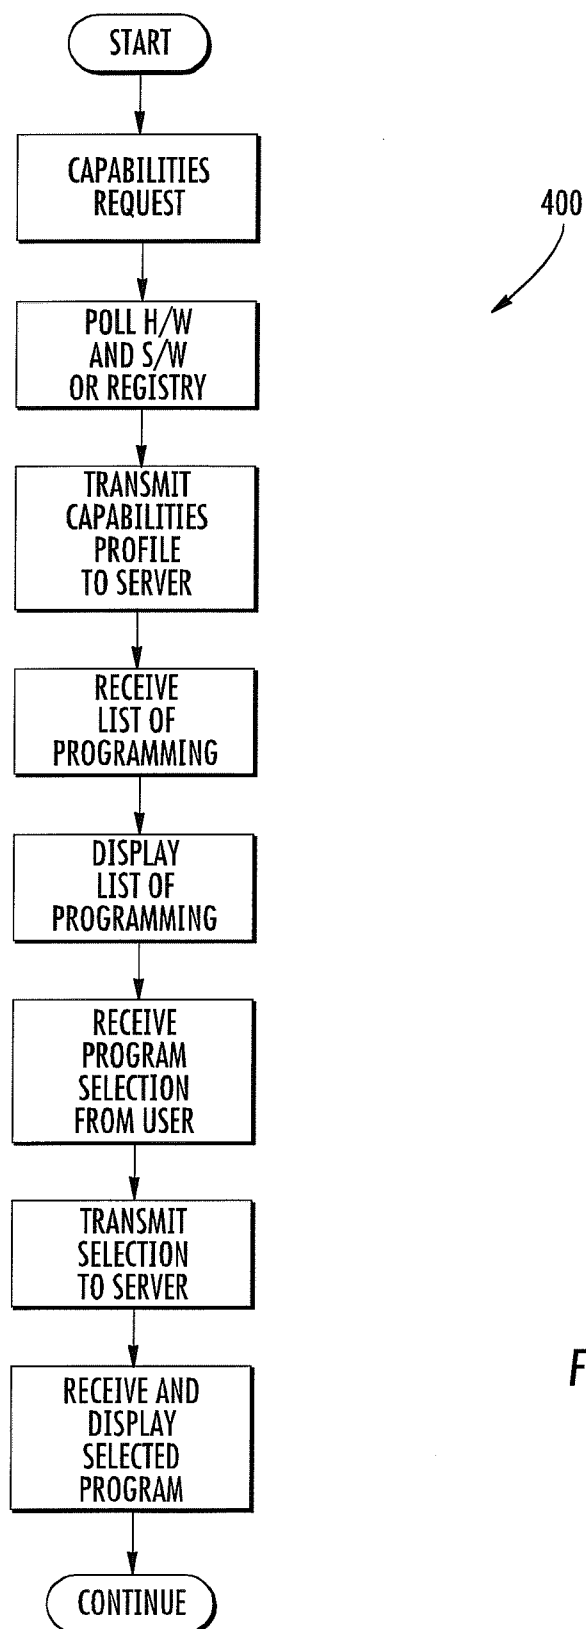 START
CAPABILITIES
REQUEST
400
POLL H/W
AND S/W
OR REGISTRY
TRANSMIT
CAPABILITIES
PROFILE
TO SERVER
RECEIVE
LIST OF
PROGRAMMING
DISPLAY
LIST OF
PROGRAMMING
RECEIVE
PROGRAM
SELECTION
FROM USER
TRANSMIT
SELECTION
TO SERVER
F
RECEIVE AND
DISPLAY
SELECTED
PROGRAM
CONTINUE